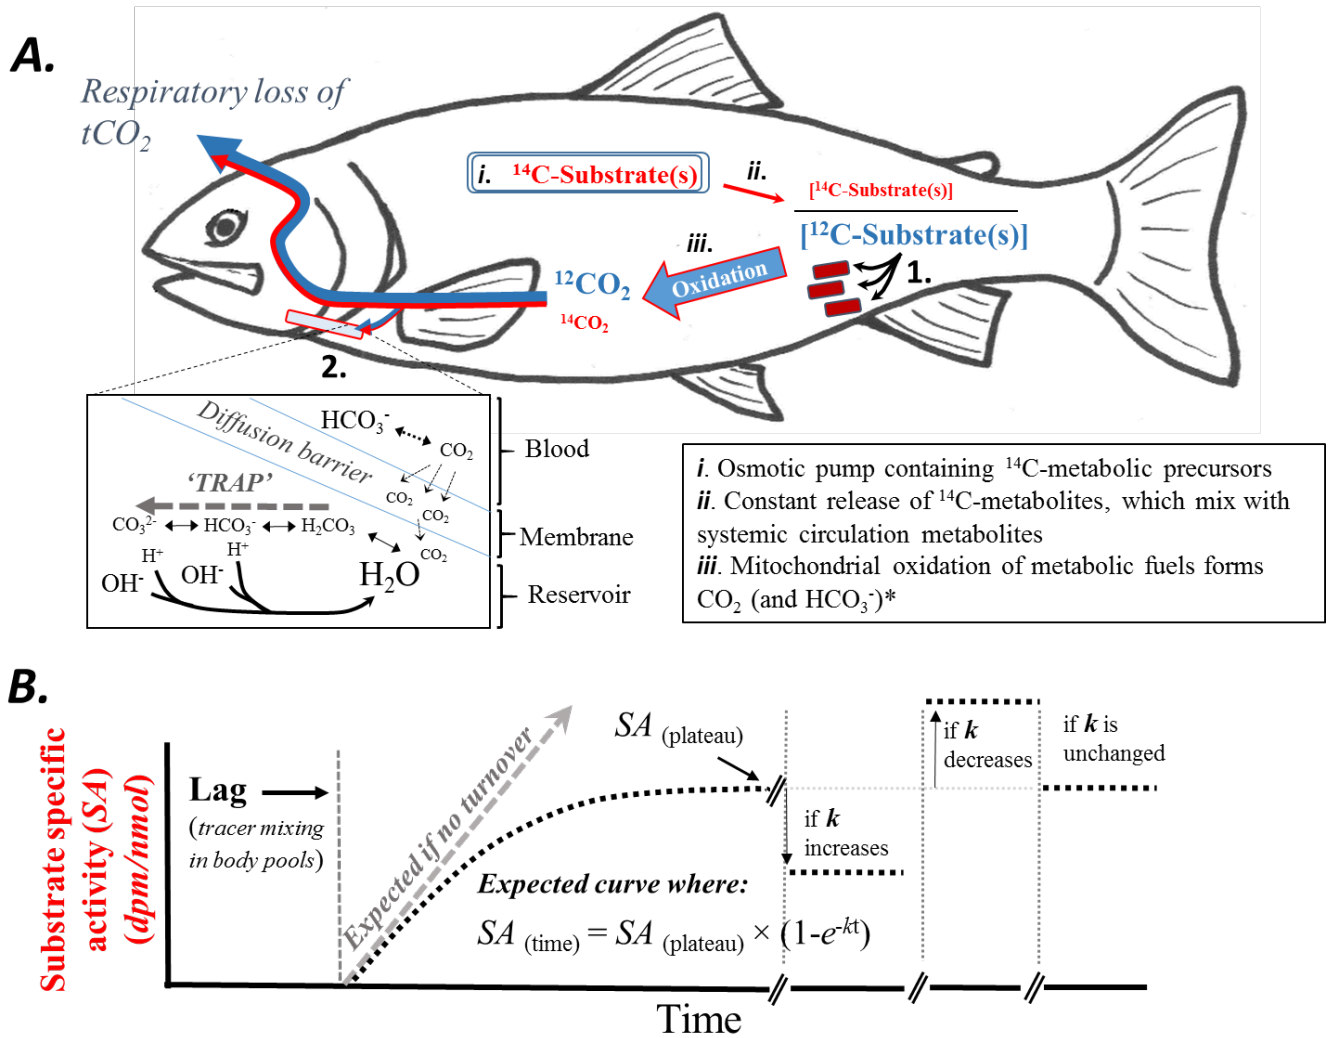 A.
Respiratory loss of
tCO₂
i. ¹⁴C-Substrate(s)
ii.
[¹⁴C-Substrate(s)]
[¹²C-Substrate(s)]
iii.
Oxidation
1.
¹²CO₂
¹⁴CO₂
2.
Diffusion barrier
HCO₃⁻
CO₂
CO₂
CO₂
CO₂
‘TRAP’
CO₃²⁻ HCO₃⁻ H₂CO₃
H⁺ H⁺
OH⁻ OH⁻ H₂O
Blood
Membrane
Reservoir
i. Osmotic pump containing ¹⁴C-metabolic precursors
ii. Constant release of ¹⁴C-metabolites, which mix with
systemic circulation metabolites
iii. Mitochondrial oxidation of metabolic fuels forms
CO₂ (and HCO₃⁻)*
B.
Substrate specific
activity (SA)
(dpm/nmol)
Lag
(tracer mixing
in body pools)
Expected if no turnover
SA (plateau)
Expected curve where:
SA (time) = SA (plateau) × (1-e⁻ᵏᵗ)
if k
increases
if k
decreases
if k is
unchanged
Time